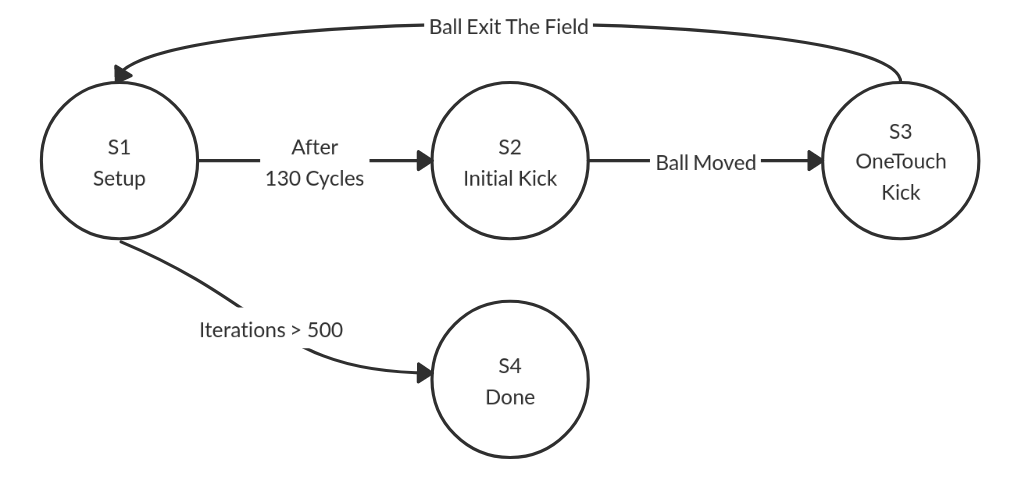 Ball Exit The Field
S1
Setup
After
130 Cycles
S2
Initial Kick
Ball Moved
S3
OneTouch
Kick
Iterations > 500
S4
Done